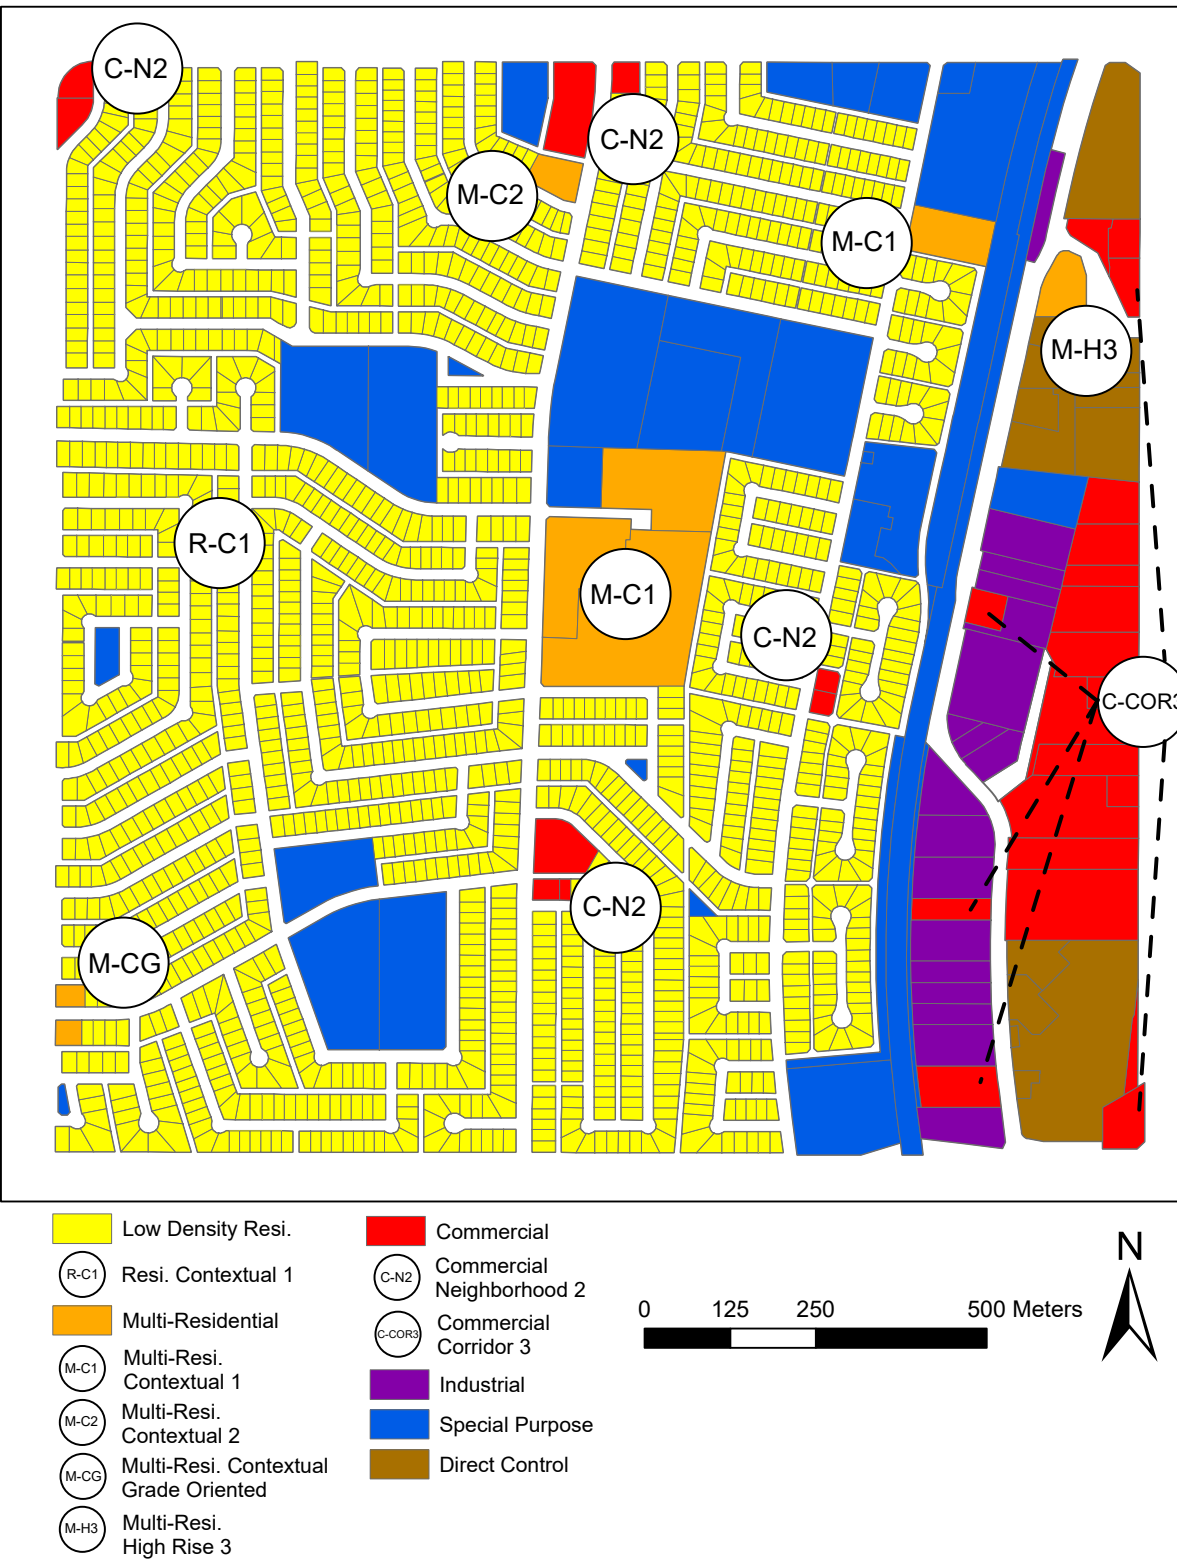 C-N2
C-N2
M-C2
M-C1
M-H3
R-C1
M-C1
C-N2
C-COR3
C-N2
M-CG
Low Density Resi.
R-C1
Resi. Contextual 1
Multi-Residential
M-C1
Multi-Resi.
Contextual 1
M-C2
Multi-Resi.
Contextual 2
M-CG
Multi-Resi. Contextual
Grade Oriented
M-H3
Multi-Resi.
High Rise 3
Commercial
C-N2
Commercial
Neighborhood 2
C-COR3
Commercial
Corridor 3
Industrial
Special Purpose
Direct Control
0 125 250 500 Meters
N